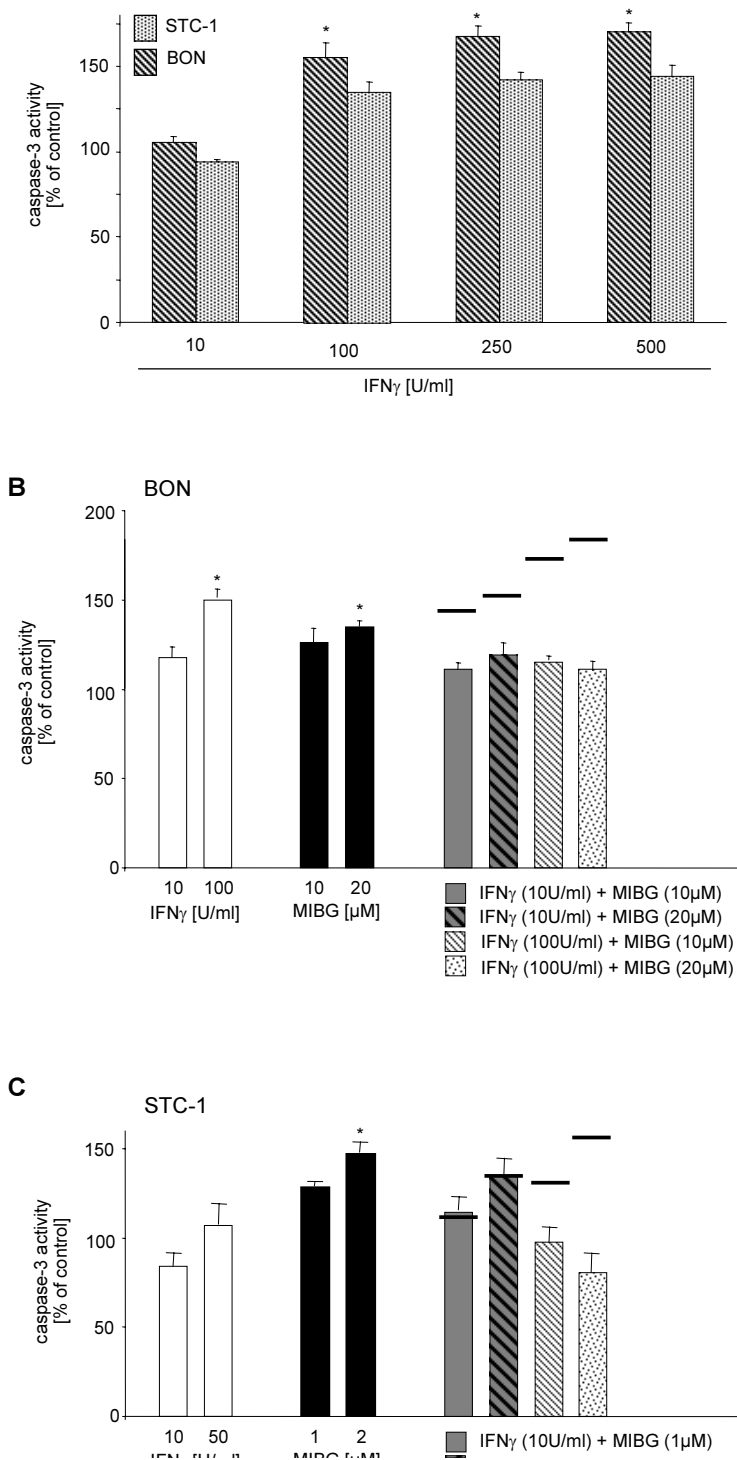 STC-1
BON
* * *
caspase-3 activity
[% of control]
150
100
50
0
10 100 250 500
IFNγ [U/ml]
B BON
200
150
100
50
0
caspase-3 activity
[% of control]
* *
10 100 10 20
IFNγ [U/ml] MIBG [µM]
IFNγ (10U/ml) + MIBG (10µM)
IFNγ (10U/ml) + MIBG (20µM)
IFNγ (100U/ml) + MIBG (10µM)
IFNγ (100U/ml) + MIBG (20µM)
C STC-1
150
100
50
0
caspase-3 activity
[% of control]
*
10 50 1 2
IFNγ [U/ml] MIBG [µM]
IFNγ (10U/ml) + MIBG (1µM)